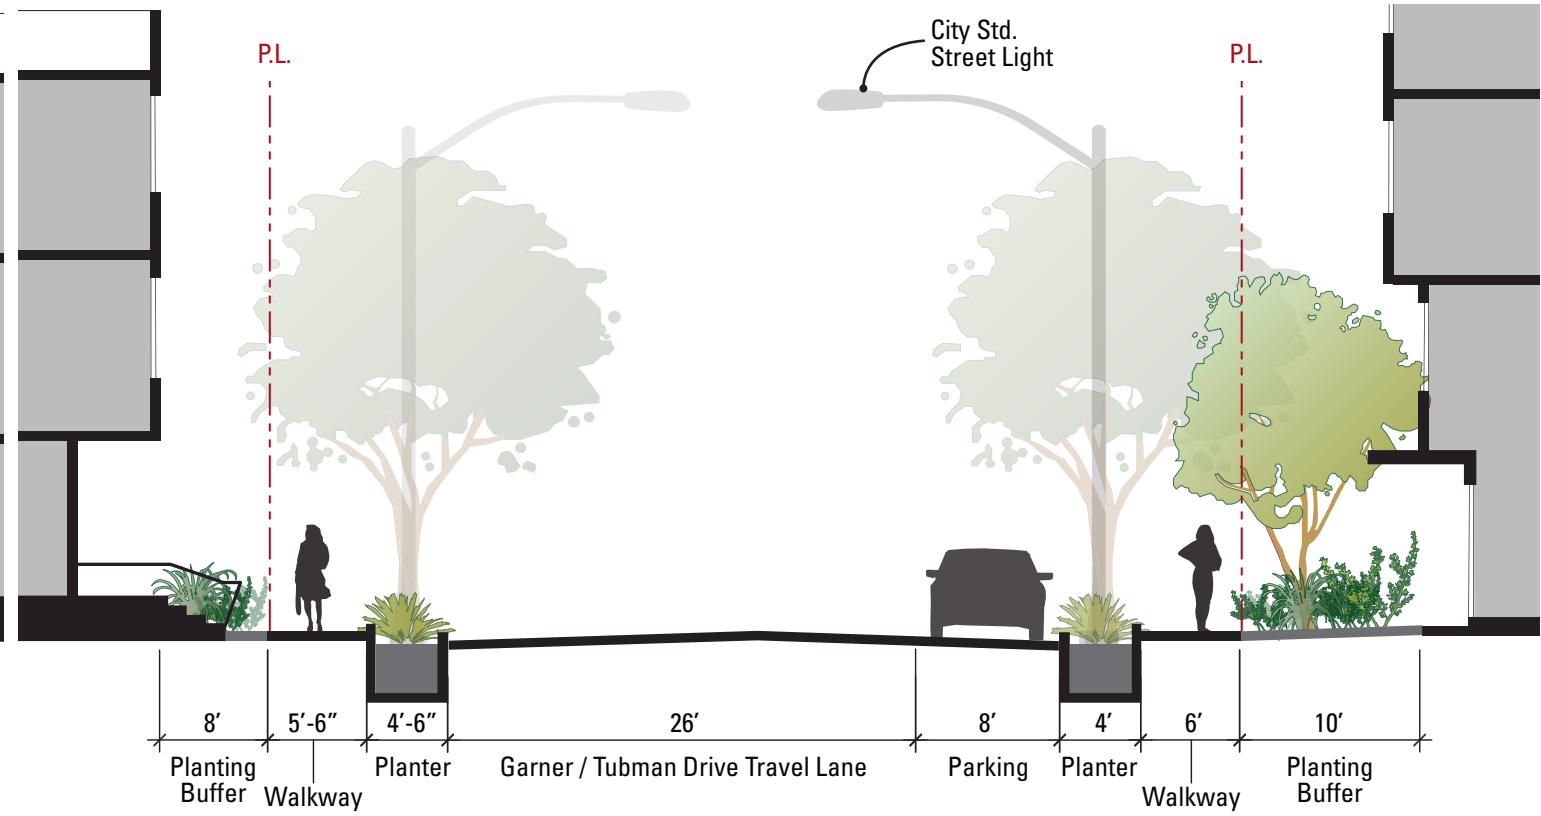 City Std.
Street Light
P.L.
P.L.
8’
5’-6”
4’-6”
26’
8’
4’
6’
10’
Planting
Buffer
Walkway
Planter
Garner / Tubman Drive Travel Lane
Parking
Planter
Walkway
Planting
Buffer